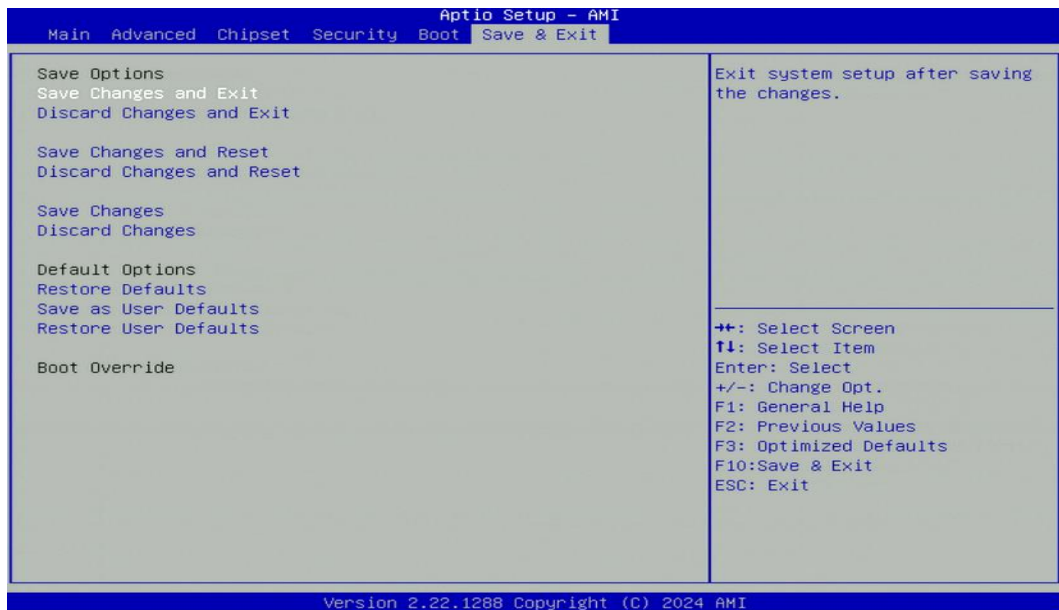 Aptio Setup - AMI
Main Advanced Chipset Security Boot Save & Exit
Save Options
Save Changes and Exit
Discard Changes and Exit
Save Changes and Reset
Discard Changes and Reset
Save Changes
Discard Changes
Default Options
Restore Defaults
Save as User Defaults
Restore User Defaults
Boot Override
Exit system setup after saving
the changes.
→←: Select Screen
↑↓: Select Item
Enter: Select
+/-: Change Opt.
F1: General Help
F2: Previous Values
F3: Optimized Defaults
F10:Save & Exit
ESC: Exit
Version 2.22.1288 Copyright (C) 2024 AMI